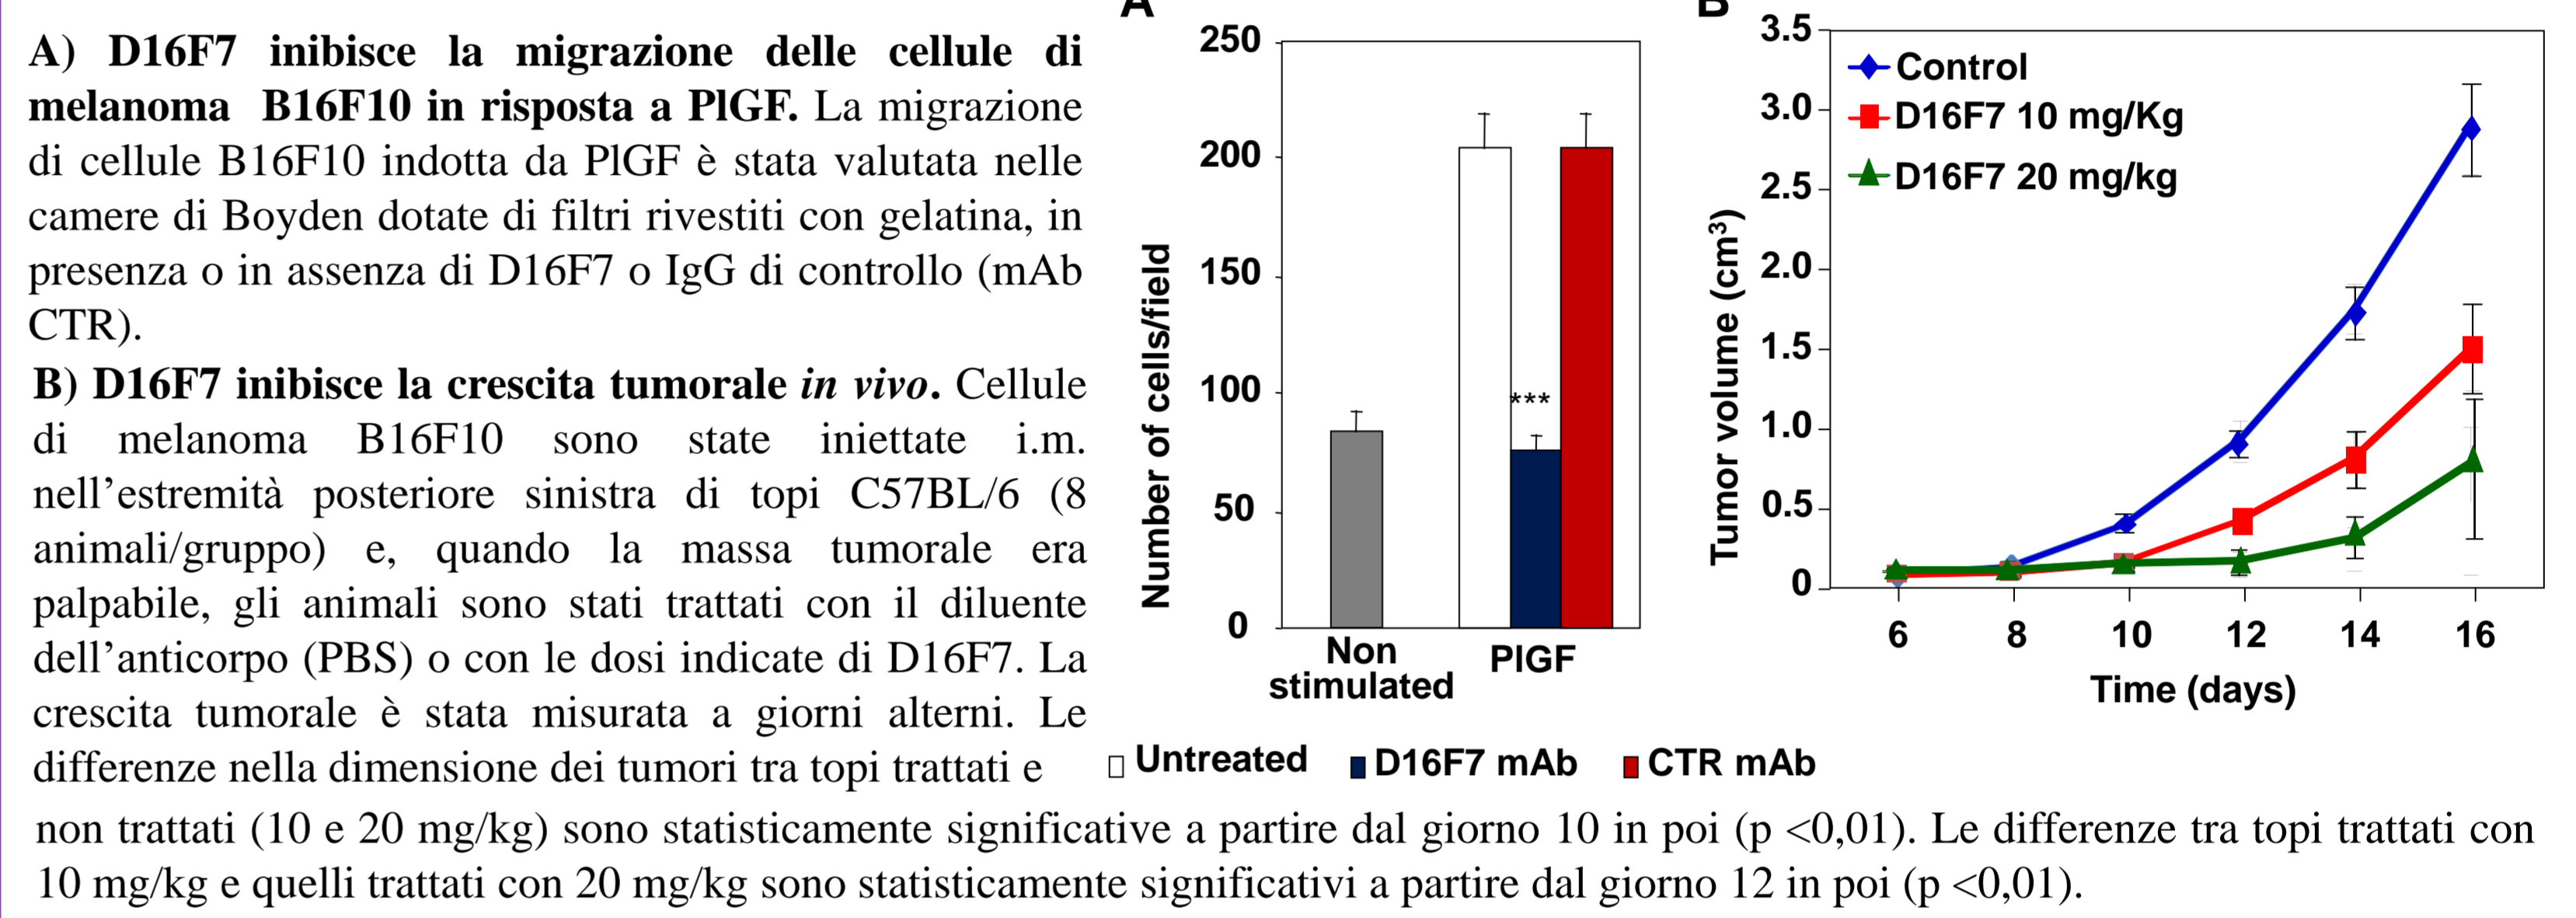 A) D16F7 inibisce la migrazione delle cellule di
melanoma B16F10 in risposta a PlGF. La migrazione
di cellule B16F10 indotta da PlGF è stata valutata nelle
camere di Boyden dotate di filtri rivestiti con gelatina, in
presenza o in assenza di D16F7 o IgG di controllo (mAb
CTR).
B) D16F7 inibisce la crescita tumorale in vivo. Cellule
di melanoma B16F10 sono state iniettate i.m.
nell’estremità posteriore sinistra di topi C57BL/6 (8
animali/gruppo) e, quando la massa tumorale era
palpabile, gli animali sono stati trattati con il diluente
dell’anticorpo (PBS) o con le dosi indicate di D16F7. La
crescita tumorale è stata misurata a giorni alterni. Le
differenze nella dimensione dei tumori tra topi trattati e
non trattati (10 e 20 mg/kg) sono statisticamente significative a partire dal giorno 10 in poi (p <0,01). Le differenze tra topi trattati con
10 mg/kg e quelli trattati con 20 mg/kg sono statisticamente significativi a partire dal giorno 12 in poi (p <0,01).
A
Number of cells/field
250
200
150
100
50
0
***
Non
stimulated
PlGF
Untreated
D16F7 mAb
CTR mAb
B
Tumor volume (cm³)
3.5
3.0
2.5
2.0
1.5
1.0
0.5
0
Control
D16F7 10 mg/Kg
D16F7 20 mg/kg
6 8 10 12 14 16
Time (days)